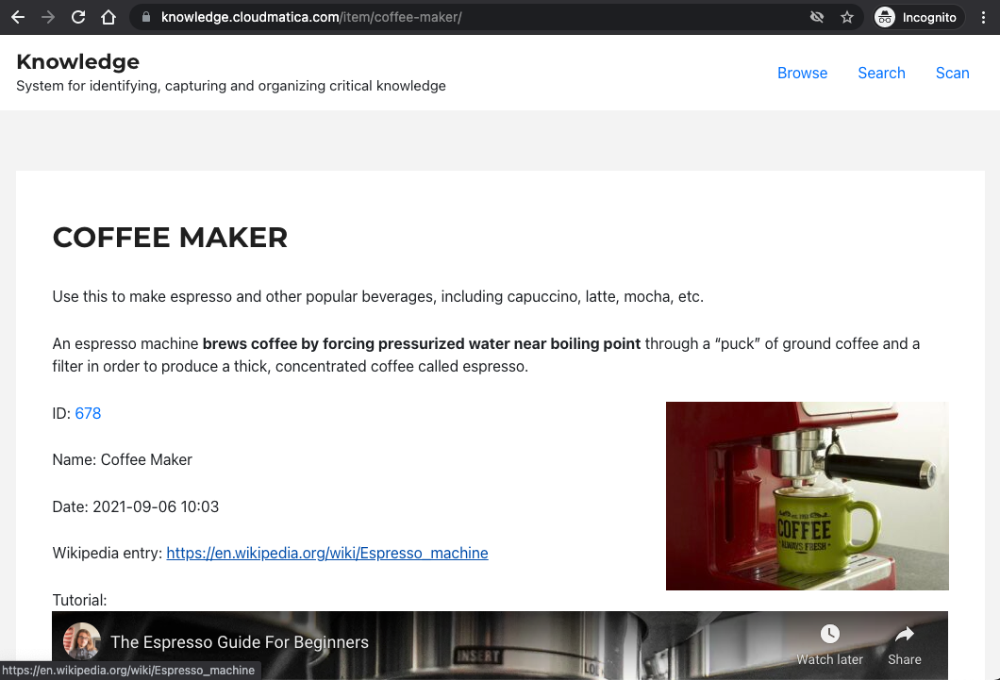 knowledge.cloudmatica.com/item/coffee-maker/
Incognito
Knowledge
System for identifying, capturing and organizing critical knowledge
Browse
Search
Scan
COFFEE MAKER
Use this to make espresso and other popular beverages, including capuccino, latte, mocha, etc.
An espresso machine brews coffee by forcing pressurized water near boiling point through a “puck” of ground coffee and a
filter in order to produce a thick, concentrated coffee called espresso.
ID: 678
Name: Coffee Maker
Date: 2021-09-06 10:03
Wikipedia entry: https://en.wikipedia.org/wiki/Espresso_machine
COFFEE
ALWAYS FRESH
Tutorial:
The Espresso Guide For Beginners
INSERT
Watch later
Share
https://en.wikipedia.org/wiki/Espresso_machine